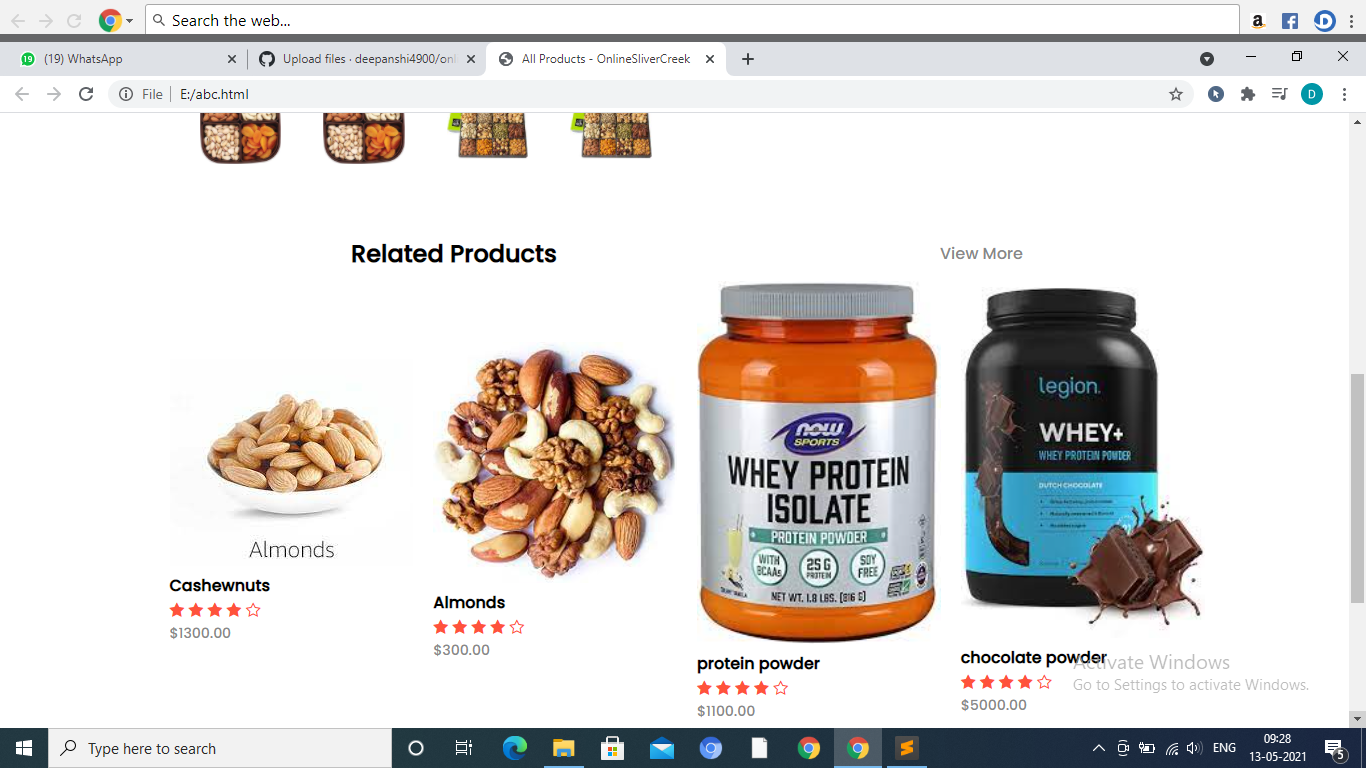 Search the web...
(19) WhatsApp
Upload files · deepanshi4900/onl
All Products - OnlineSliverCreek
File
E:/abc.html
D
Related Products
View More
Almonds
Cashewnuts
$1300.00
Almonds
$300.00
NOW
SPORTS
WHEY PROTEIN
ISOLATE
PROTEIN POWDER
WITH BCAAs
25 G PROTEIN
SOY FREE
NET WT. 1.8 LBS. (816 G)
protein powder
$1100.00
legion.
WHEY+
WHEY PROTEIN POWDER
DUTCH CHOCOLATE
chocolate powder
$5000.00
Activate Windows
Go to Settings to activate Windows.
Type here to search
ENG
09:28
13-05-2021
5